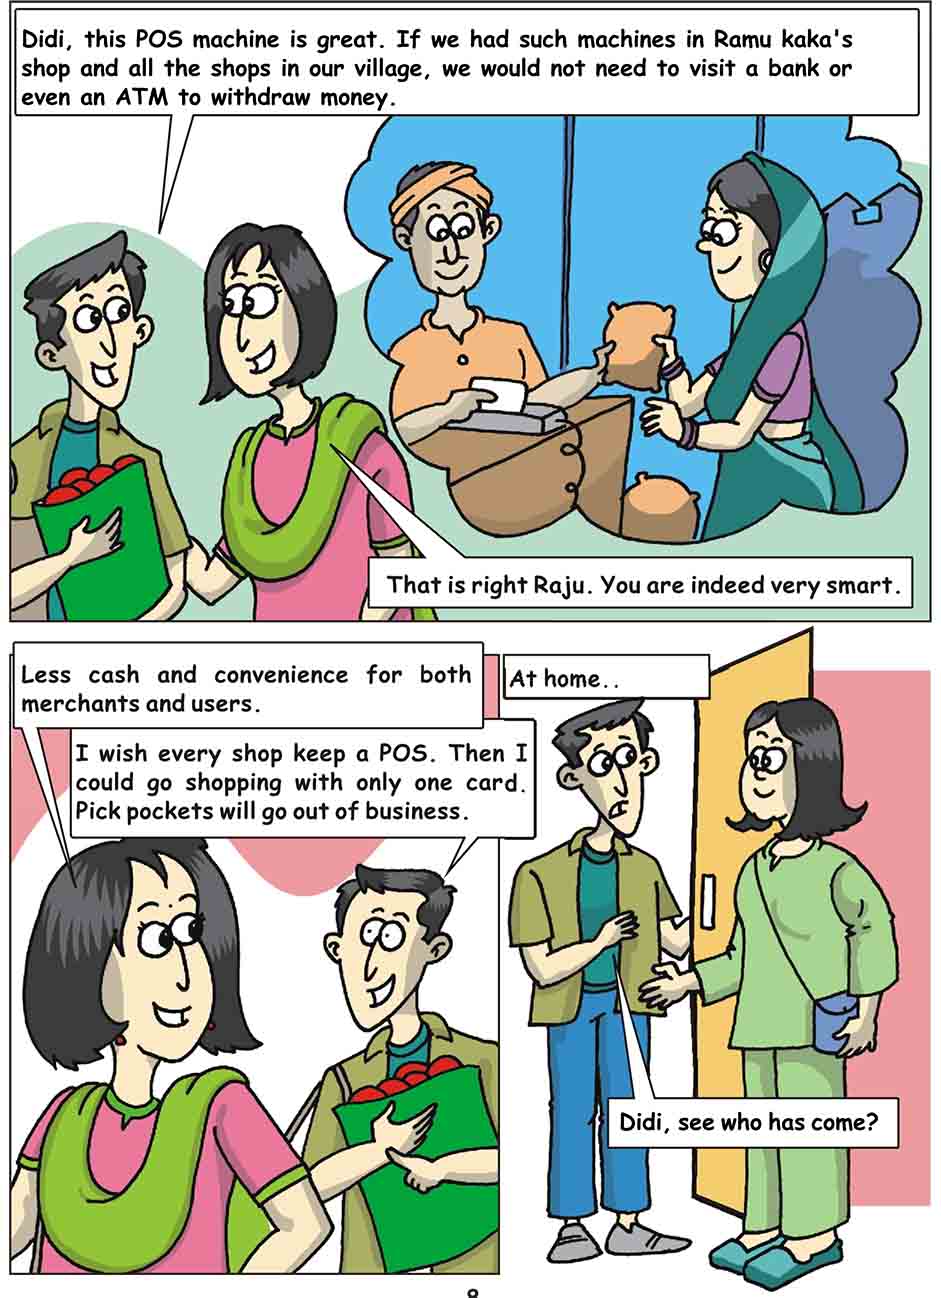 Didi, this POS machine is great. If we had such machines in Ramu kaka's
shop and all the shops in our village, we would not need to visit a bank or
even an ATM to withdraw money.
That is right Raju. You are indeed very smart.
Less cash and convenience for both
merchants and users.
I wish every shop keep a POS. Then I
could go shopping with only one card.
Pick pockets will go out of business.
At home..
Didi, see who has come?
8